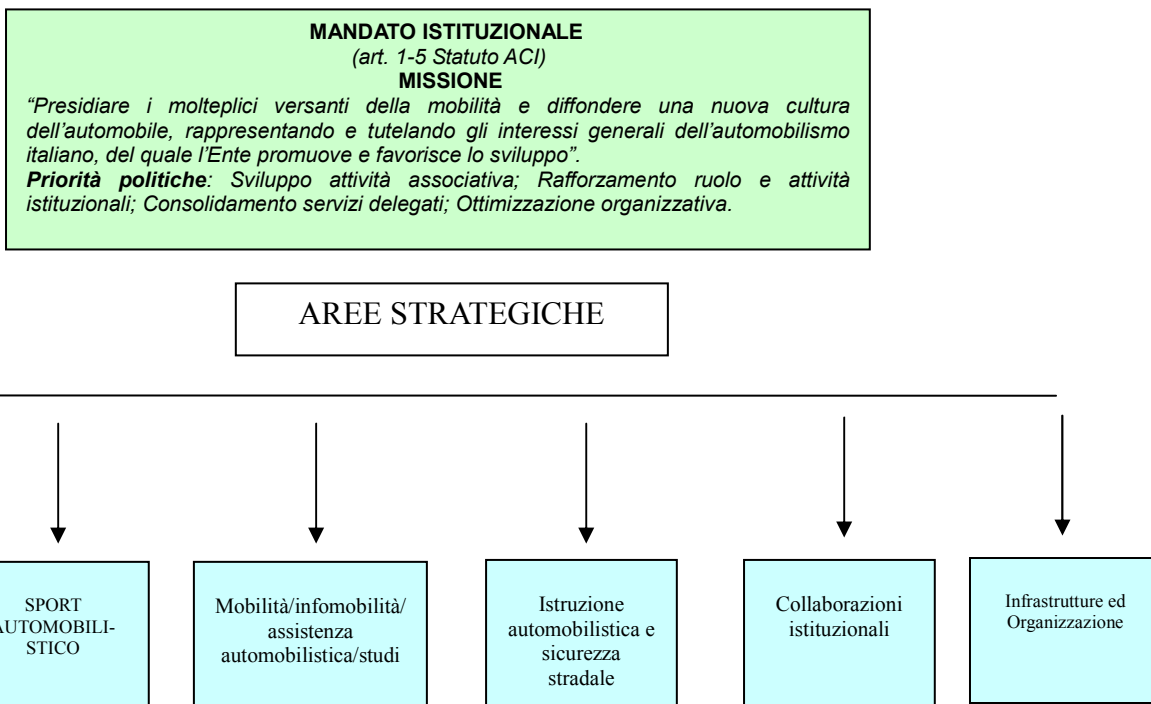 MANDATO ISTITUZIONALE
(art. 1-5 Statuto ACI)
MISSIONE
“Presidiare i molteplici versanti della mobilità e diffondere una nuova cultura
dell’automobile, rappresentando e tutelando gli interessi generali dell’automobilismo
italiano, del quale l’Ente promuove e favorisce lo sviluppo”.
Priorità politiche: Sviluppo attività associativa; Rafforzamento ruolo e attività
istituzionali; Consolidamento servizi delegati; Ottimizzazione organizzativa.
AREE STRATEGICHE
SPORT
AUTOMOBILI-
STICO
Mobilità/infomobilità/
assistenza
automobilistica/studi
Istruzione
automobilistica e
sicurezza
stradale
Collaborazioni
istituzionali
Infrastrutture ed
Organizzazione